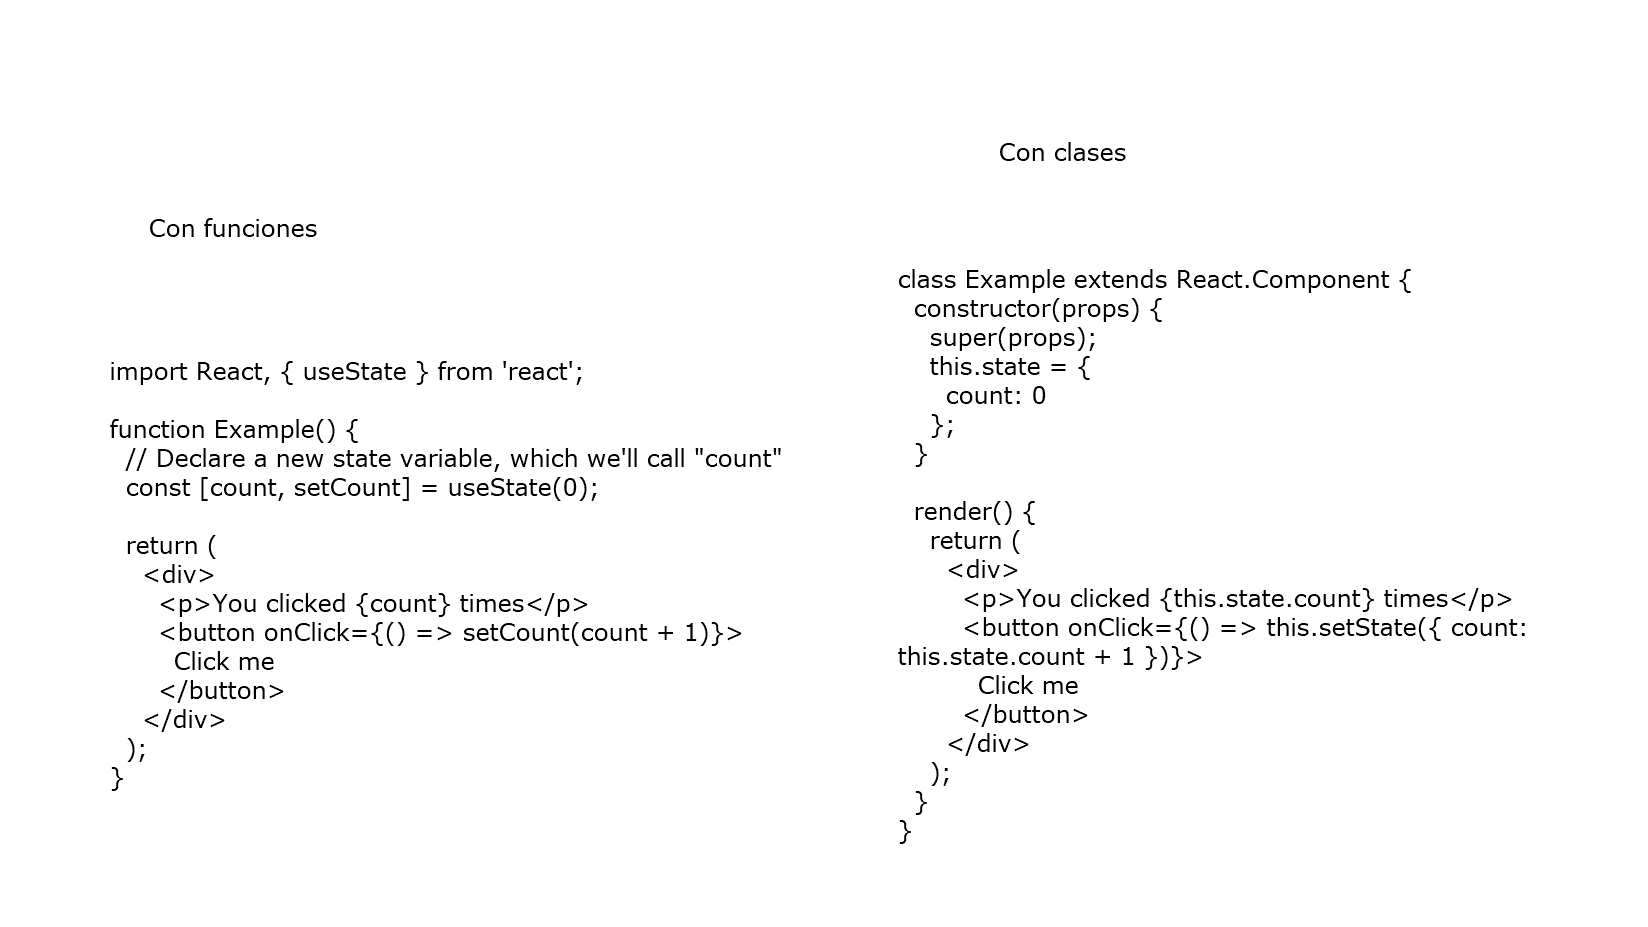 Con funciones
import React, { useState } from 'react';
function Example() {
// Declare a new state variable, which we'll call "count"
const [count, setCount] = useState(0);
return (
<div>
<p>You clicked {count} times</p>
<button onClick={() => setCount(count + 1)}>
Click me
</button>
</div>
);
}
Con clases
class Example extends React.Component {
constructor(props) {
super(props);
this.state = {
count: 0
};
}
render() {
return (
<div>
<p>You clicked {this.state.count} times</p>
<button onClick={() => this.setState({ count:
this.state.count + 1 })}>
Click me
</button>
</div>
);
}
}